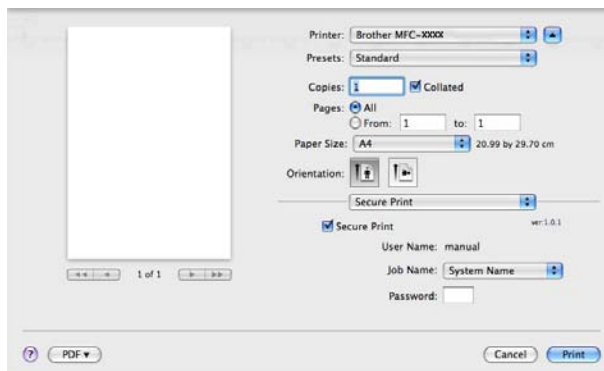 Printer: Brother MFC-XXXX
Presets: Standard
Copies: 1 Collated
Pages: All
From: 1 to: 1
Paper Size: A4 20.99 by 29.70 cm
Orientation:
Secure Print
Secure Print ver:1.0.1
User Name: manual
Job Name: System Name
Password:
1 of 1
? PDF ▼ Cancel Print